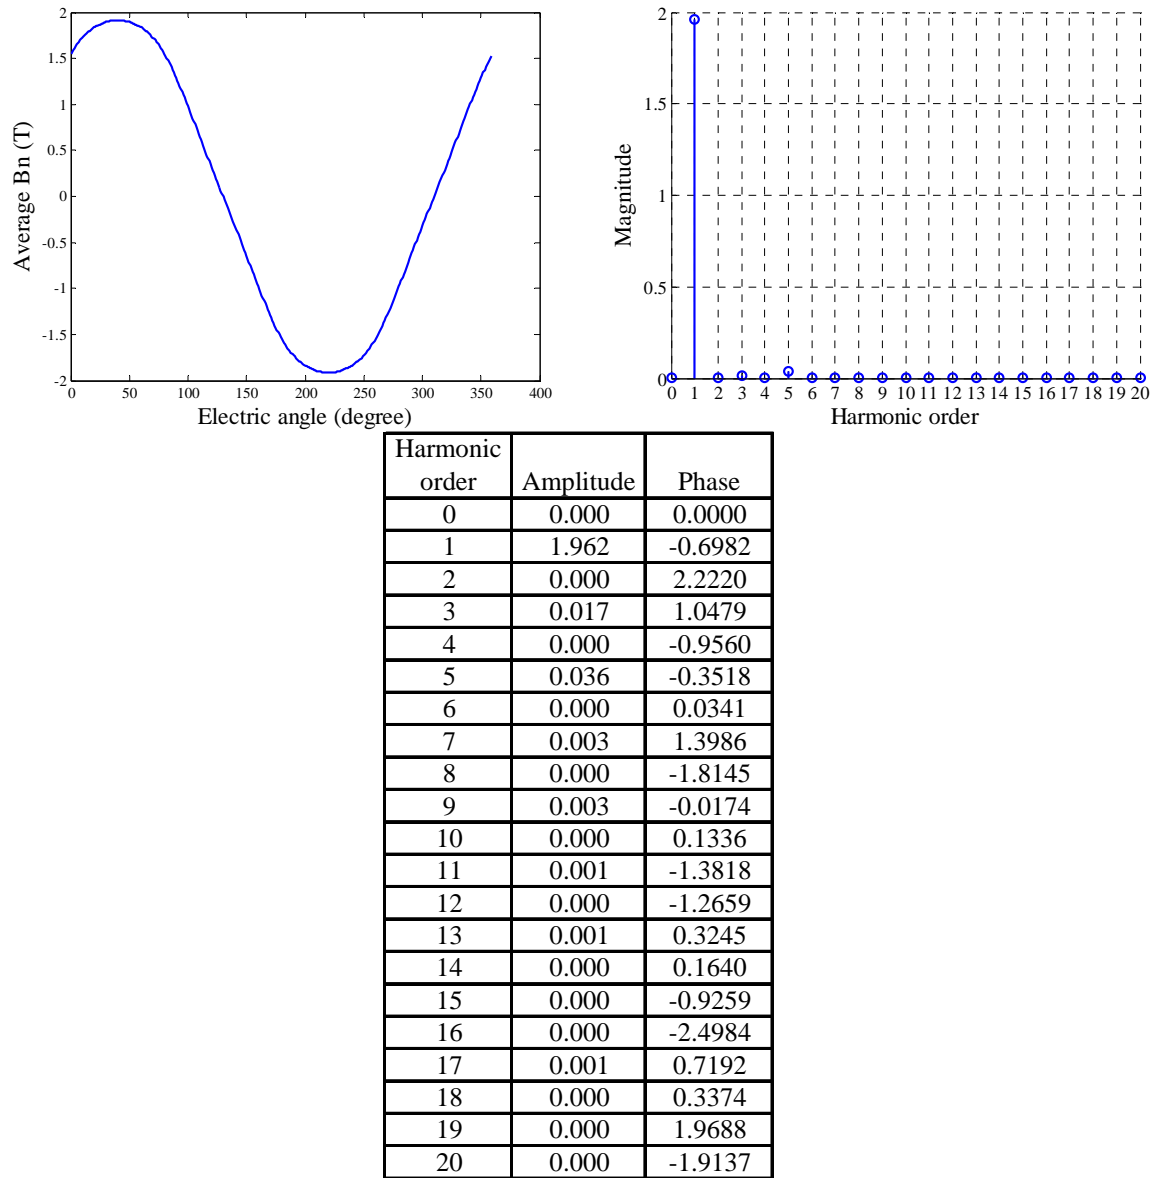 2
1.5
1
0.5
0
-0.5
-1
-1.5
-2
0 50 100 150 200 250 300 350 400
Average Bn (T)
Electric angle (degree)
2
1.5
1
0.5
0
0 1 2 3 4 5 6 7 8 9 10 11 12 13 14 15 16 17 18 19 20
Magnitude
Harmonic order
Harmonic order Amplitude Phase
0 0.000 0.0000
1 1.962 -0.6982
2 0.000 2.2220
3 0.017 1.0479
4 0.000 -0.9560
5 0.036 -0.3518
6 0.000 0.0341
7 0.003 1.3986
8 0.000 -1.8145
9 0.003 -0.0174
10 0.000 0.1336
11 0.001 -1.3818
12 0.000 -1.2659
13 0.001 0.3245
14 0.000 0.1640
15 0.000 -0.9259
16 0.000 -2.4984
17 0.001 0.7192
18 0.000 0.3374
19 0.000 1.9688
20 0.000 -1.9137